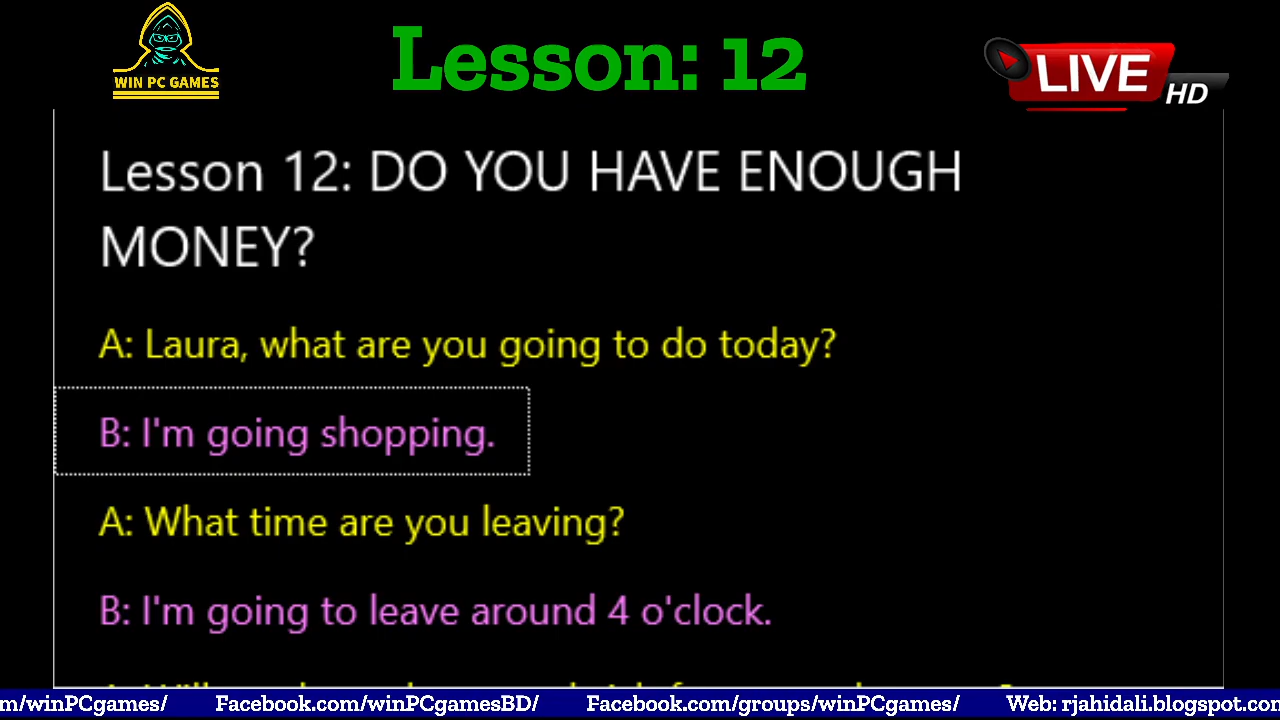 WIN PC GAMES
Lesson: 12
LIVE
HD
Lesson 12: DO YOU HAVE ENOUGH
MONEY?
A: Laura, what are you going to do today?
B: I'm going shopping.
A: What time are you leaving?
B: I'm going to leave around 4 o'clock.
m/winPCgames/ Facebook.com/winPCgamesBD/ Facebook.com/groups/winPCgames/ Web: rjahidali.blogspot.com